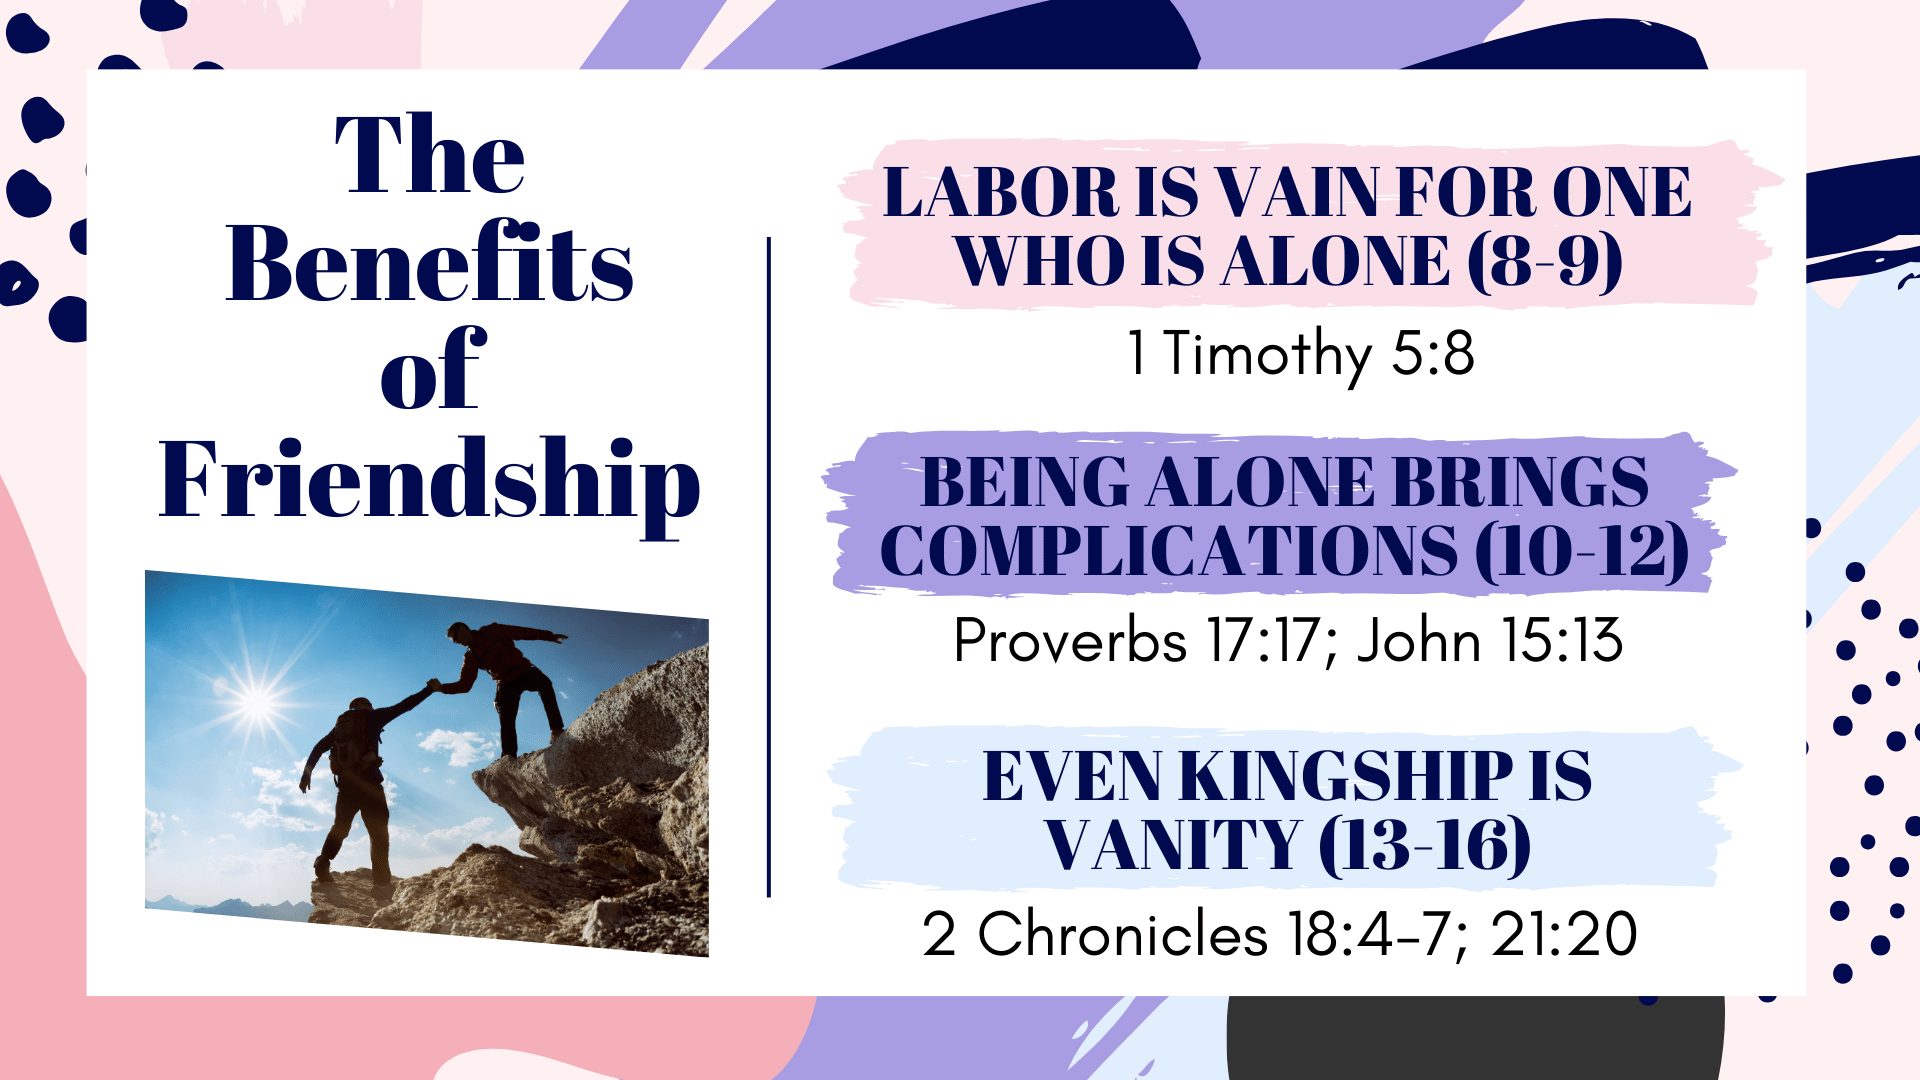 The
Benefits
of
Friendship
LABOR IS VAIN FOR ONE
WHO IS ALONE (8-9)
1 Timothy 5:8
BEING ALONE BRINGS
COMPLICATIONS (10-12)
Proverbs 17:17; John 15:13
EVEN KINGSHIP IS
VANITY (13-16)
2 Chronicles 18:4-7; 21:20